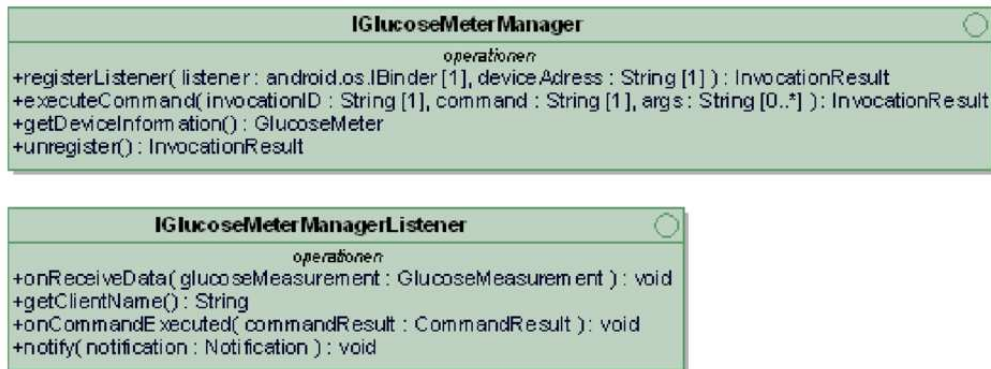 IGlucoseMeterManager
operationen
+registerListener( listener : android.os.IBinder [1], deviceAdress : String [1] ) : InvocationResult
+executeCommand( invocationID : String [1], command : String [1], args : String [0..*] ) : InvocationResult
+getDeviceInformation() : GlucoseMeter
+unregister() : InvocationResult
IGlucoseMeterManagerListener
operationen
+onReceiveData( glucoseMeasurement : GlucoseMeasurement ) : void
+getClientName() : String
+onCommandExecuted( commandResult : CommandResult ) : void
+notify( notification : Notification ) : void